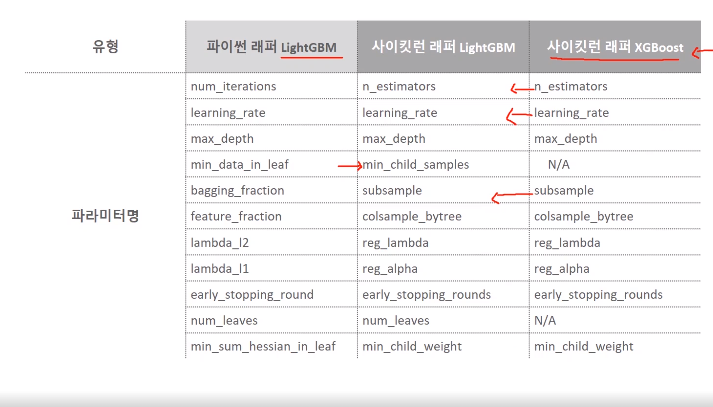 유형 파이썬 래퍼 LightGBM 사이킷런 래퍼 LightGBM 사이킷런 래퍼 XGBoost
num_iterations n_estimators n_estimators
learning_rate learning_rate learning_rate
max_depth max_depth max_depth
min_data_in_leaf min_child_samples N/A
bagging_fraction subsample subsample
파라미터명 feature_fraction colsample_bytree colsample_bytree
lambda_l2 reg_lambda reg_lambda
lambda_l1 reg_alpha reg_alpha
early_stopping_round early_stopping_rounds early_stopping_rounds
num_leaves num_leaves N/A
min_sum_hessian_in_leaf min_child_weight min_child_weight